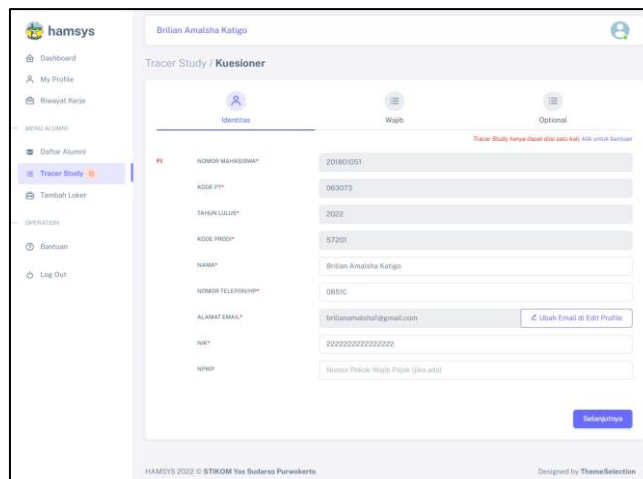 hamsys
Dashboard
My Profile
Riwayat Kerja
MENU ALUMNI
Daftar Alumni
Tracer Study
Tambah Loker
OPERATION
Bantuan
Log Out
Brilian Amalsha Katigo
Tracer Study / Kuesioner
Identitas
Wajib
Optional
Tracer Study hanya dapat diisi satu kali, klik untuk bantuan
NOMOR MAHASISWA* 201801051
KODE PT* 063073
TAHUN LULUS* 2022
KODE PRODI* 57201
NAMA* Brilian Amalsha Katigo
NOMOR TELEPON/HP*
ALAMAT EMAIL* brilianamalsha1@gmail.com Ubah Email di Edit Profile
NIK* 2222222222222222
NPWP Nomor Pokok Wajib Pajak (jika ada)
Selanjutnya
HAMSYS 2022 © STIKOM Yos Sudarso Purwokerto
Designed by ThemeSelection